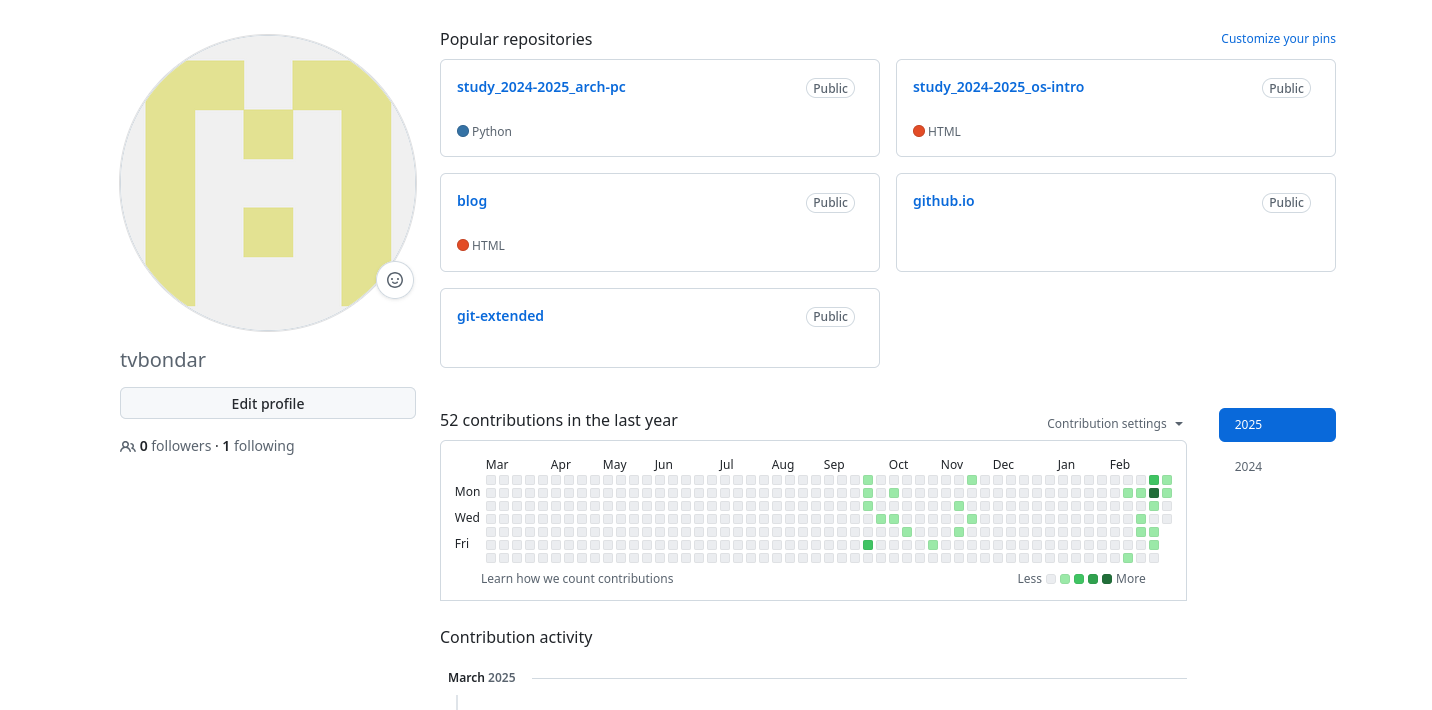 Popular repositories
Customize your pins
study_2024-2025_arch-pc
Public
Python
study_2024-2025_os-intro
Public
HTML
blog
Public
HTML
github.io
Public
git-extended
Public
tvbondar
Edit profile
0 followers · 1 following
52 contributions in the last year
Contribution settings
2025
2024
Mar Apr May Jun Jul Aug Sep Oct Nov Dec Jan Feb
Mon
Wed
Fri
Learn how we count contributions
Less More
Contribution activity
March 2025